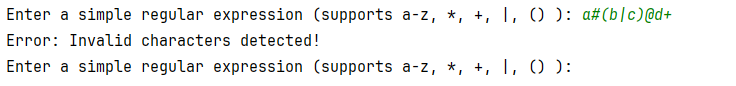 Enter a simple regular expression (supports a-z, *, +, |, () ): a#(b|c)@d+
Error: Invalid characters detected!
Enter a simple regular expression (supports a-z, *, +, |, () ):